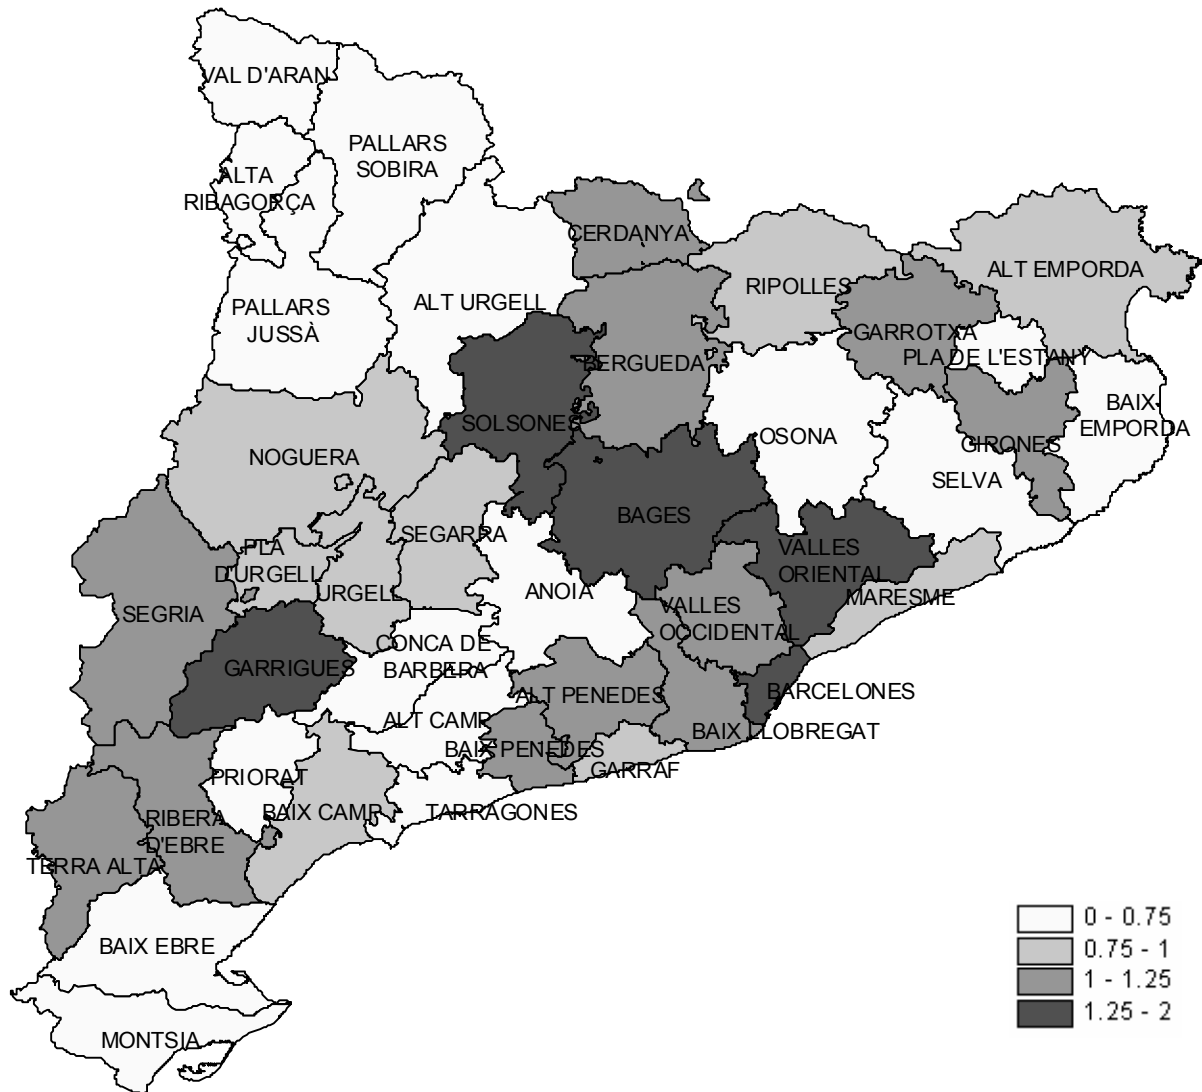 VAL D'ARAN
PALLARS
SOBIRA
ALTA
RIBAGORÇA
CERDANYA
RIPOLLES
ALT EMPORDA
PALLARS
JUSSÀ
ALT URGELL
GARROTXA
PLA DE L'ESTANY
BERGUEDA
BAIX
EMPORDA
SOLSONES
OSONA
GIRONES
NOGUERA
SELVA
BAGES
SEGARRA
PLA
D'URGELL
VALLES
ORIENTAL
URGELL
ANOIA
MARESME
SEGRIA
VALLES
OCCIDENTAL
CONCA DE
BARBERA
GARRIGUES
ALT PENEDES
BARCELONES
ALT CAMP
BAIX LLOBREGAT
BAIX PENEDES
GARRAF
PRIORAT
BAIX CAMP
TARRAGONES
RIBERA
D'EBRE
TERRA ALTA
BAIX EBRE
MONTSIA
0 - 0.75
0.75 - 1
1 - 1.25
1.25 - 2